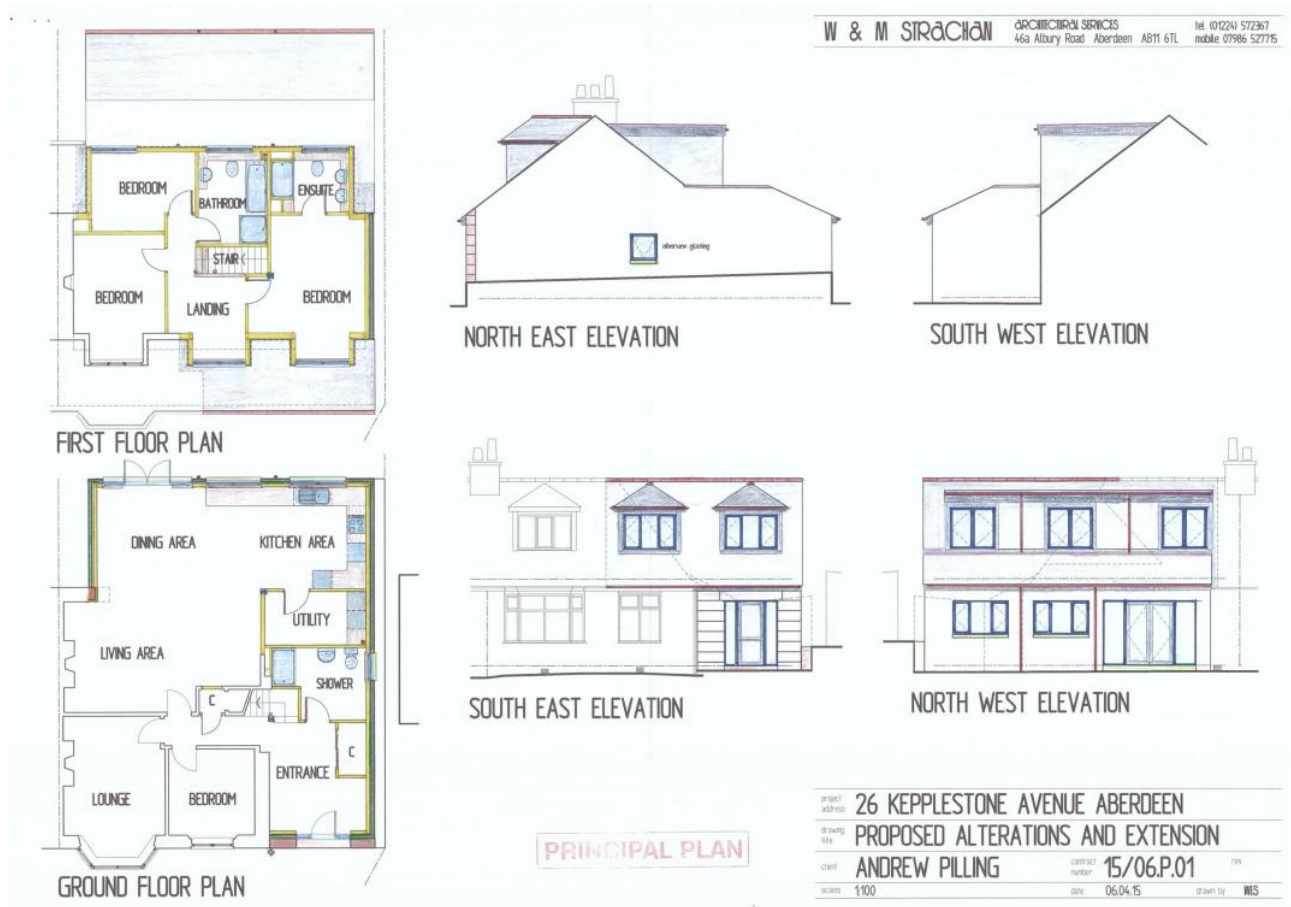 W & M STRACHAN
ARCHITECTURAL SERVICES
46a Albury Road Aberdeen AB11 6TL
tel. (01224) 572367
mobile 07986 527715
BEDROOM
BATHROOM
ENSUITE
STAIR
BEDROOM
LANDING
BEDROOM
FIRST FLOOR PLAN
obscure glazing
NORTH EAST ELEVATION
SOUTH WEST ELEVATION
DINING AREA
KITCHEN AREA
UTILITY
LIVING AREA
SHOWER
C
C
ENTRANCE
LOUNGE
BEDROOM
GROUND FLOOR PLAN
SOUTH EAST ELEVATION
NORTH WEST ELEVATION
PRINCIPAL PLAN
project address 26 KEPPLESTONE AVENUE ABERDEEN
drawing title PROPOSED ALTERATIONS AND EXTENSION
client ANDREW PILLING contract number 15/06.P.01 rev
scales 1:100 date 06.04.15 drawn by WS